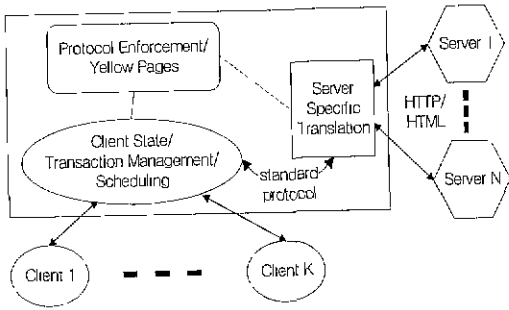 Protocol Enforcement/
Yellow Pages
Server 1
Server
Specific
Translation
HTTP/
HTML
Client State/
Transaction Management/
Scheduling
standard
protocol
Server N
Client 1
Client K